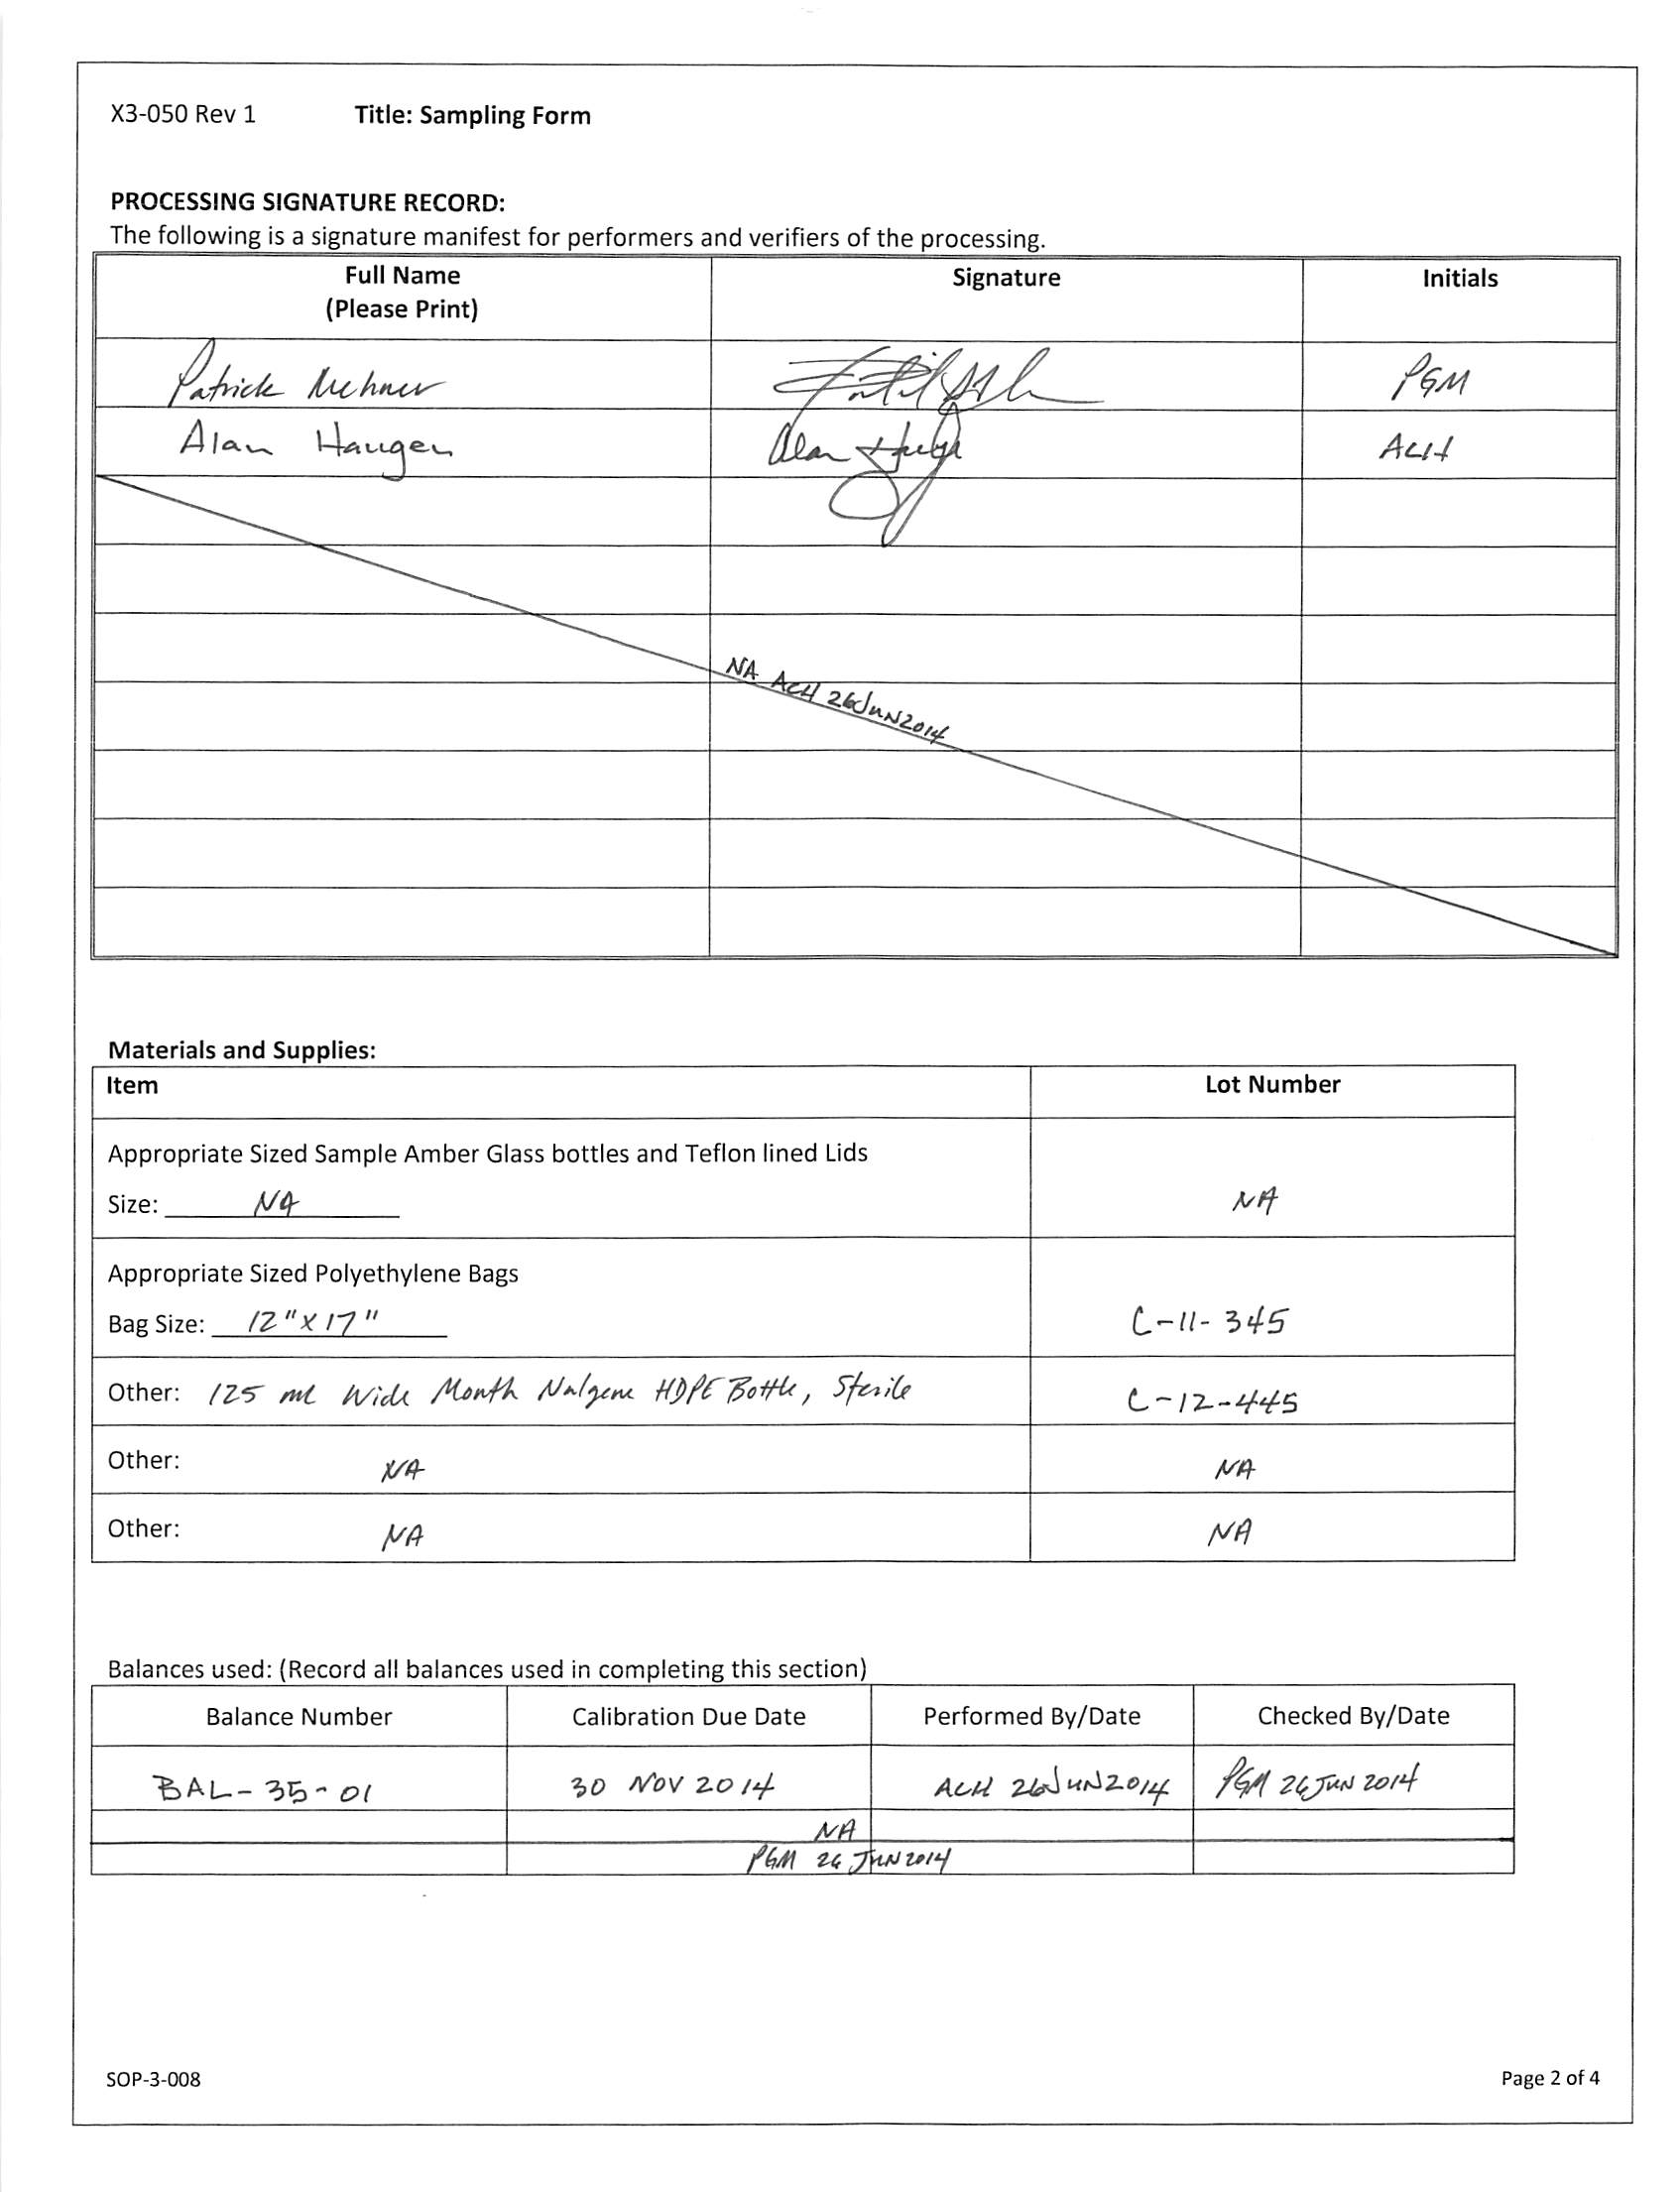 X3-050 Rev 1 Title: Sampling Form
PROCESSING SIGNATURE RECORD:
The following is a signature manifest for performers and verifiers of the processing.
Full Name Signature Initials
(Please Print)
Patrick PGM
Alan Haugen Alan ACH
NA ACH 26JUN2014
Materials and Supplies:
Item Lot Number
Appropriate Sized Sample Amber Glass bottles and Teflon lined Lids
Size: NA NA
Appropriate Sized Polyethylene Bags
Bag Size: 12"X17" C-11-345
Other: 125 ml Wide Mouth Nalgene HDPE Bottle, Sterile C-12-445
Other: NA NA
Other: NA NA
Balances used: (Record all balances used in completing this section)
Balance Number Calibration Due Date Performed By/Date Checked By/Date
BAL-35-01 30 NOV 2014 ACH 26JUN2014 PGM 26JUN2014
NA
PGM 26JUN2014
SOP-3-008 Page 2 of 4